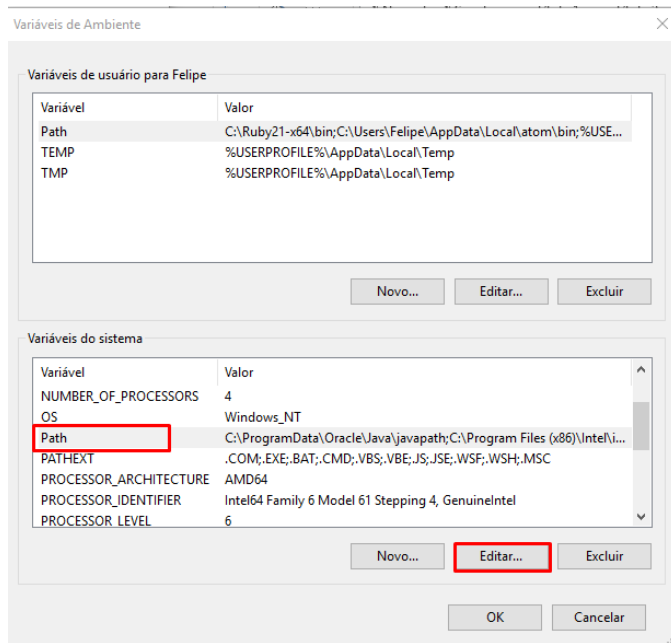 Variáveis de Ambiente
Variáveis de usuário para Felipe
Variável Valor
Path C:\Ruby21-x64\bin;C:\Users\Felipe\AppData\Local\atom\bin;%USE...
TEMP %USERPROFILE%\AppData\Local\Temp
TMP %USERPROFILE%\AppData\Local\Temp
Novo... Editar... Excluir
Variáveis do sistema
Variável Valor
NUMBER_OF_PROCESSORS 4
OS Windows_NT
Path C:\ProgramData\Oracle\Java\javapath;C:\Program Files (x86)\Intel\i...
PATHEXT .COM;.EXE;.BAT;.CMD;.VBS;.VBE;.JS;.JSE;.WSF;.WSH;.MSC
PROCESSOR_ARCHITECTURE AMD64
PROCESSOR_IDENTIFIER Intel64 Family 6 Model 61 Stepping 4, GenuineIntel
PROCESSOR_LEVEL 6
Novo... Editar... Excluir
OK Cancelar